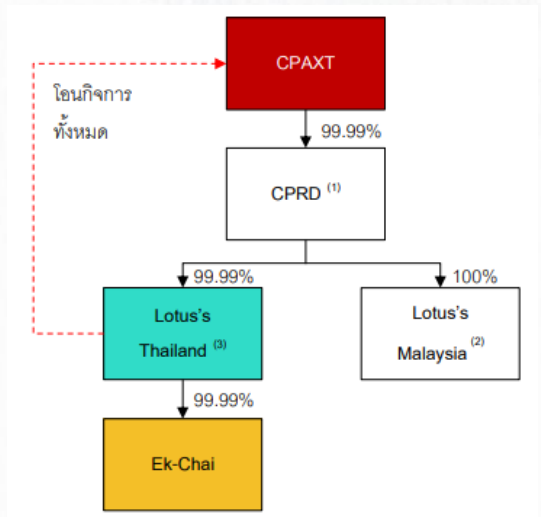 CPAXT
โอนกิจการ
ทั้งหมด
99.99%
CPRD (1)
99.99%
100%
Lotus's
Thailand (3)
Lotus's
Malaysia (2)
99.99%
Ek-Chai